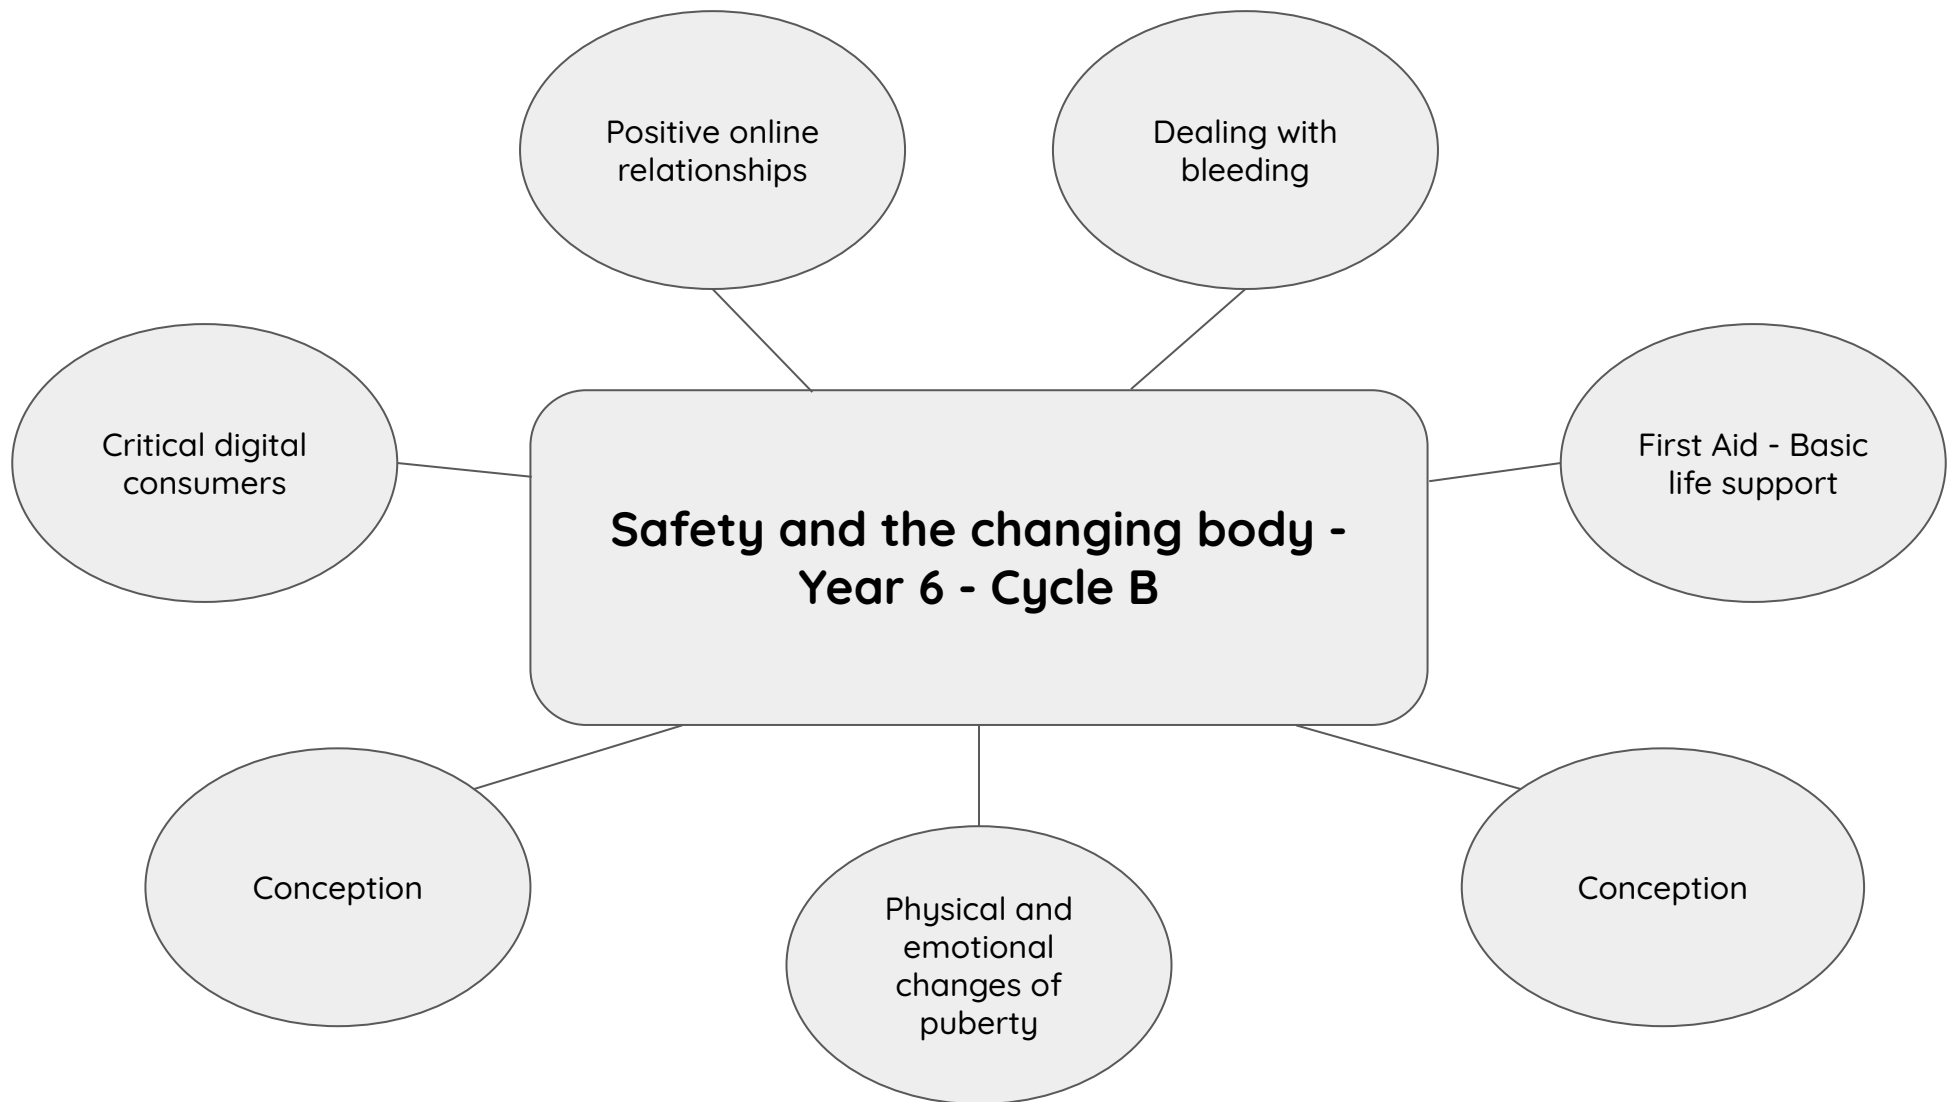 Positive online
relationships
Dealing with
bleeding
Critical digital
consumers
First Aid - Basic
life support
Safety and the changing body -
Year 6 - Cycle B
Conception
Physical and
emotional
changes of
puberty
Conception